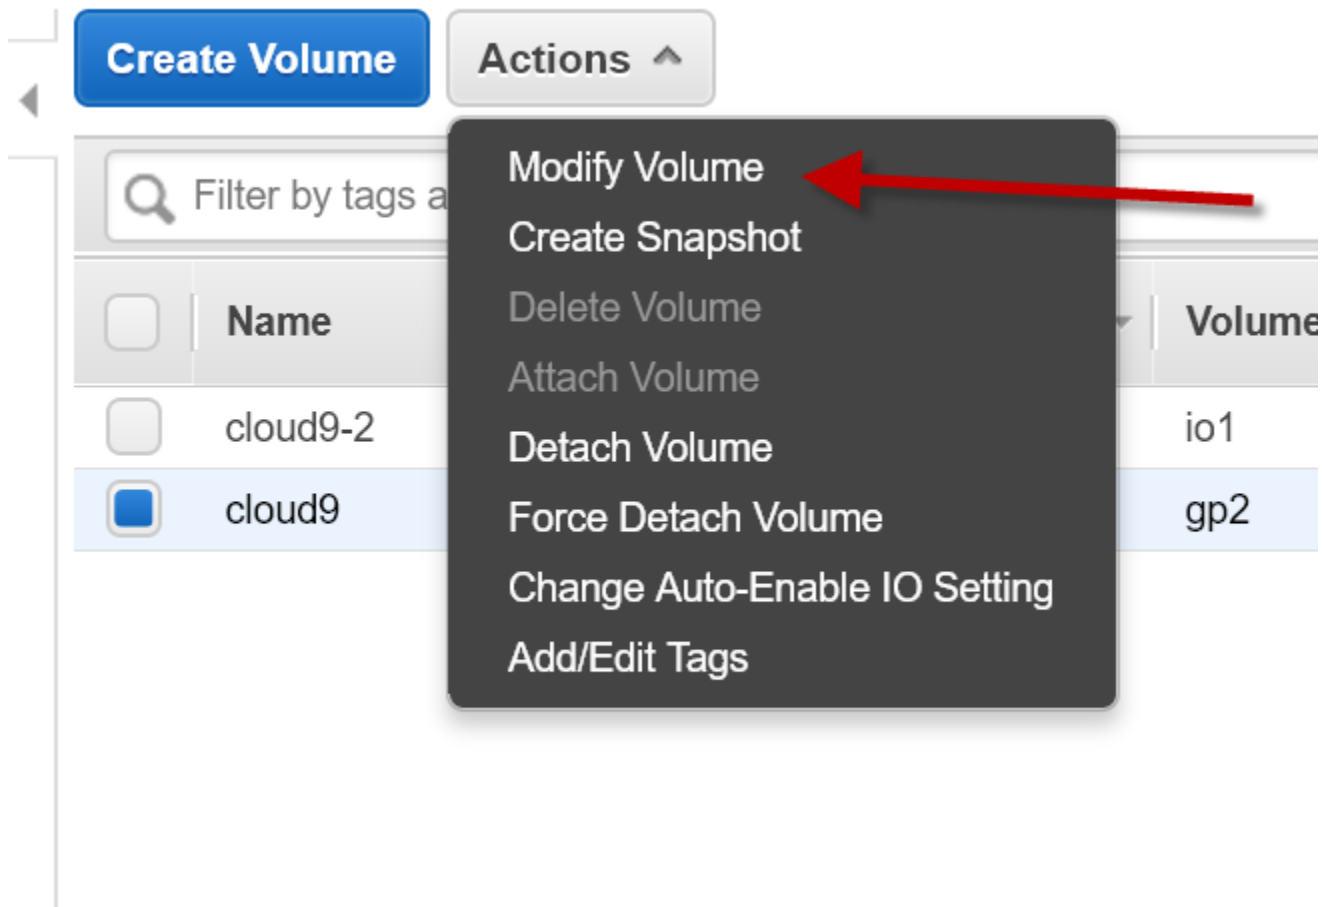 Create Volume
Actions
Filter by tags a
Modify Volume
Create Snapshot
Delete Volume
Attach Volume
Detach Volume
Force Detach Volume
Change Auto-Enable IO Setting
Add/Edit Tags
Name
Volume
cloud9-2
io1
cloud9
gp2